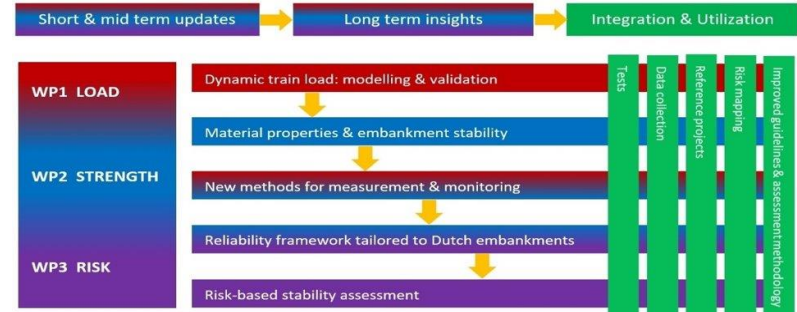 Short & mid term updates
Long term insights
Integration & Utilization
WP1 LOAD
WP2 STRENGTH
WP3 RISK
Dynamic train load: modelling & validation
Material properties & embankment stability
New methods for measurement & monitoring
Reliability framework tailored to Dutch embankments
Risk-based stability assessment
Tests
Data collection
Reference projects
Risk mapping
Improved guidelines & assessment methodology